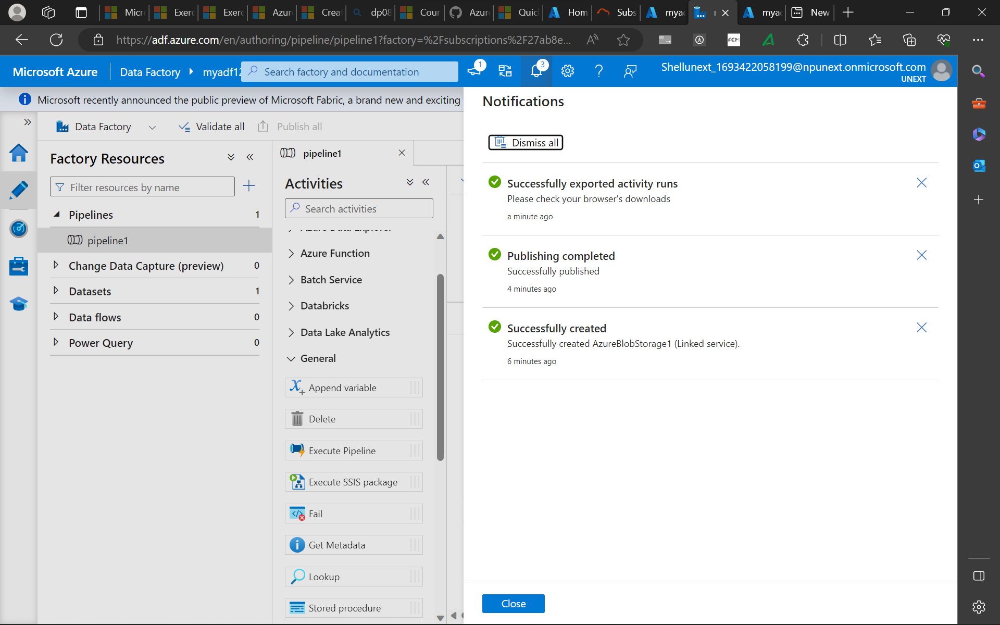 Micr
Exerc
Exerc
Azur
Creat
dp08
Cour
Azur
Quic
Hom
Subs
myad
myad
New
https://adf.azure.com/en/authoring/pipeline/pipeline1?factory=%2Fsubscriptions%2F27ab8e...
FCM
Microsoft Azure
Data Factory
myadf12
Search factory and documentation
1
3
Shellunext_1693422058199@npunext.onmicrosoft.com
UNEXT
Microsoft recently announced the public preview of Microsoft Fabric, a brand new and exciting
Data Factory
Validate all
Publish all
Factory Resources
Filter resources by name
Pipelines 1
pipeline1
Change Data Capture (preview) 0
Datasets 1
Data flows 0
Power Query 0
pipeline1
Activities
Search activities
Azure Data Explorer
Azure Function
Batch Service
Databricks
Data Lake Analytics
General
Append variable
Delete
Execute Pipeline
Execute SSIS package
Fail
Get Metadata
Lookup
Stored procedure
Notifications
Dismiss all
Successfully exported activity runs
Please check your browser's downloads
a minute ago
Publishing completed
Successfully published
4 minutes ago
Successfully created
Successfully created AzureBlobStorage1 (Linked service).
6 minutes ago
Close